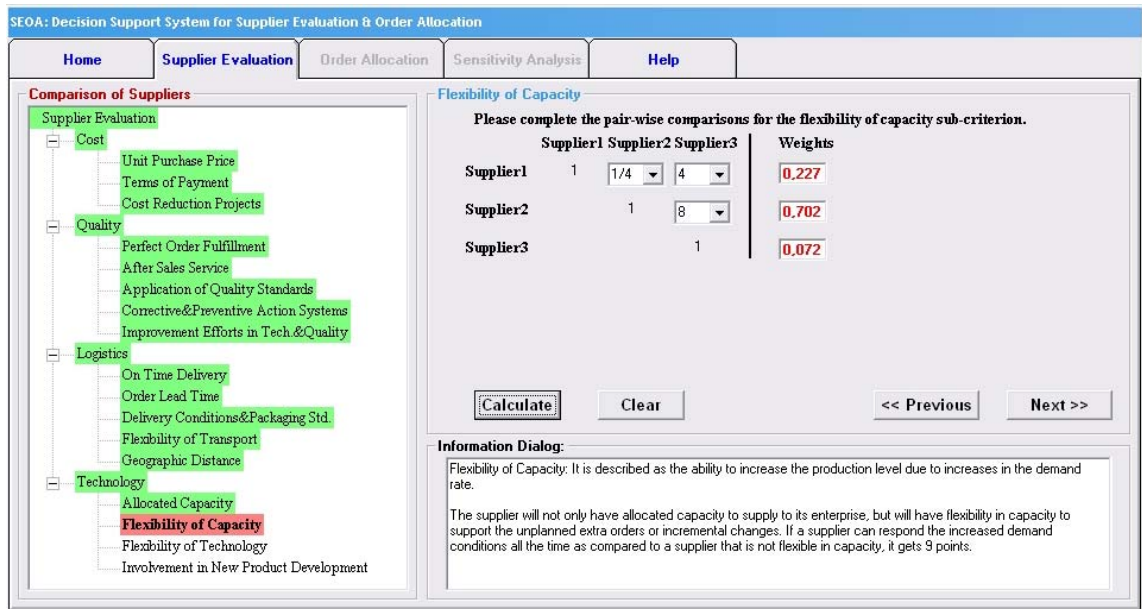 SEOA: Decision Support System for Supplier Evaluation & Order Allocation
Home
Supplier Evaluation
Order Allocation
Sensitivity Analysis
Help
Comparison of Suppliers
Supplier Evaluation
Cost
Unit Purchase Price
Terms of Payment
Cost Reduction Projects
Quality
Perfect Order Fulfillment
After Sales Service
Application of Quality Standards
Corrective&Preventive Action Systems
Improvement Efforts in Tech.&Quality
Logistics
On Time Delivery
Order Lead Time
Delivery Conditions&Packaging Std.
Flexibility of Transport
Geographic Distance
Technology
Allocated Capacity
Flexibility of Capacity
Flexibility of Technology
Involvement in New Product Development
Flexibility of Capacity
Please complete the pair-wise comparisons for the flexibility of capacity sub-criterion.
Supplier1 Supplier2 Supplier3 Weights
Supplier1 1 1/4 4 0,227
Supplier2 1 8 0,702
Supplier3 1 0,072
Calculate Clear << Previous Next >>
Information Dialog:
Flexibility of Capacity: It is described as the ability to increase the production level due to increases in the demand
rate.
The supplier will not only have allocated capacity to supply to its enterprise, but will have flexibility in capacity to
support the unplanned extra orders or incremental changes. If a supplier can respond the increased demand
conditions all the time as compared to a supplier that is not flexible in capacity, it gets 9 points.